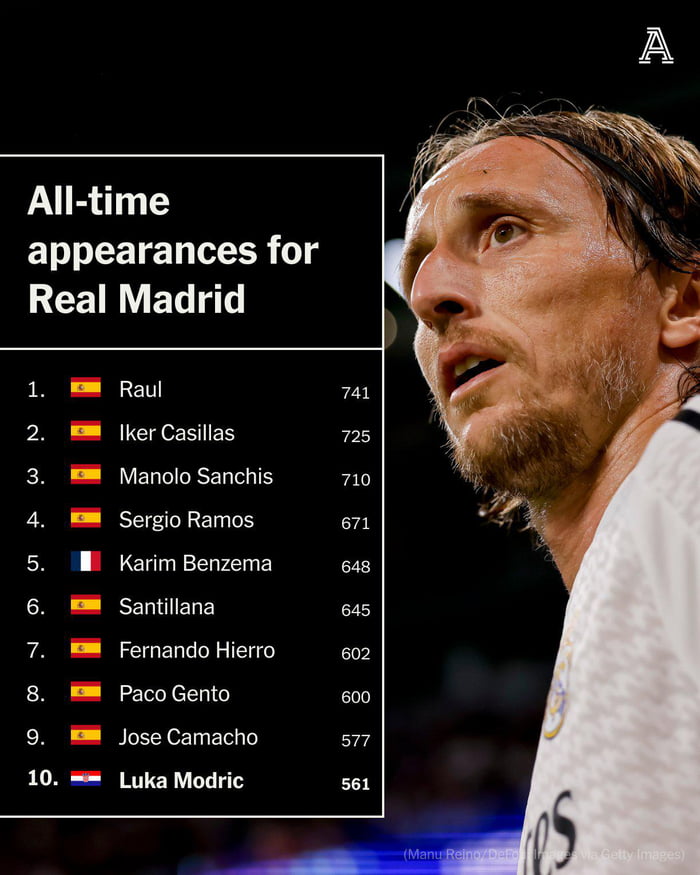 A
All-time
appearances for
Real Madrid
1. Raul 741
2. Iker Casillas 725
3. Manolo Sanchis 710
4. Sergio Ramos 671
5. Karim Benzema 648
6. Santillana 645
7. Fernando Hierro 602
8. Paco Gento 600
9. Jose Camacho 577
10. Luka Modric 561
(Manu Reino/DeFodi Images via Getty Images)